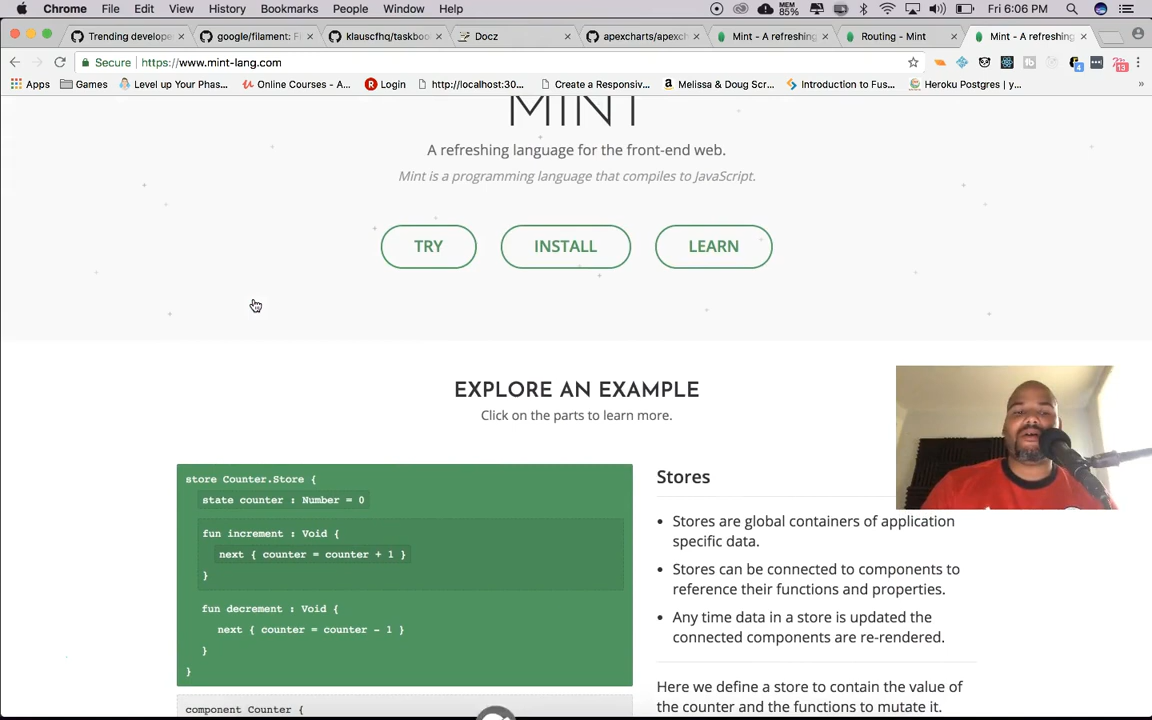 Chrome File Edit View History Bookmarks People Window Help MEM 85% Fri 6:06 PM
Trending develope google/filament: F klauscfhq/taskboo Docz apexcharts/apexch Mint - A refreshing Routing - Mint Mint - A refreshing
Secure https://www.mint-lang.com 4 13
Apps Games Level up Your Phas... Online Courses - A... Login http://localhost:30... Create a Responsiv... Melissa & Doug Scr... Introduction to Fus... Heroku Postgres | y... »
MINT
A refreshing language for the front-end web.
Mint is a programming language that compiles to JavaScript.
TRY INSTALL LEARN
EXPLORE AN EXAMPLE
Click on the parts to learn more.
store Counter.Store {
state counter : Number = 0
fun increment : Void {
next { counter = counter + 1 }
}
fun decrement : Void {
next { counter = counter - 1 }
}
}
component Counter {
Stores
Stores are global containers of application
specific data.
Stores can be connected to components to
reference their functions and properties.
Any time data in a store is updated the
connected components are re-rendered.
Here we define a store to contain the value of
the counter and the functions to mutate it.